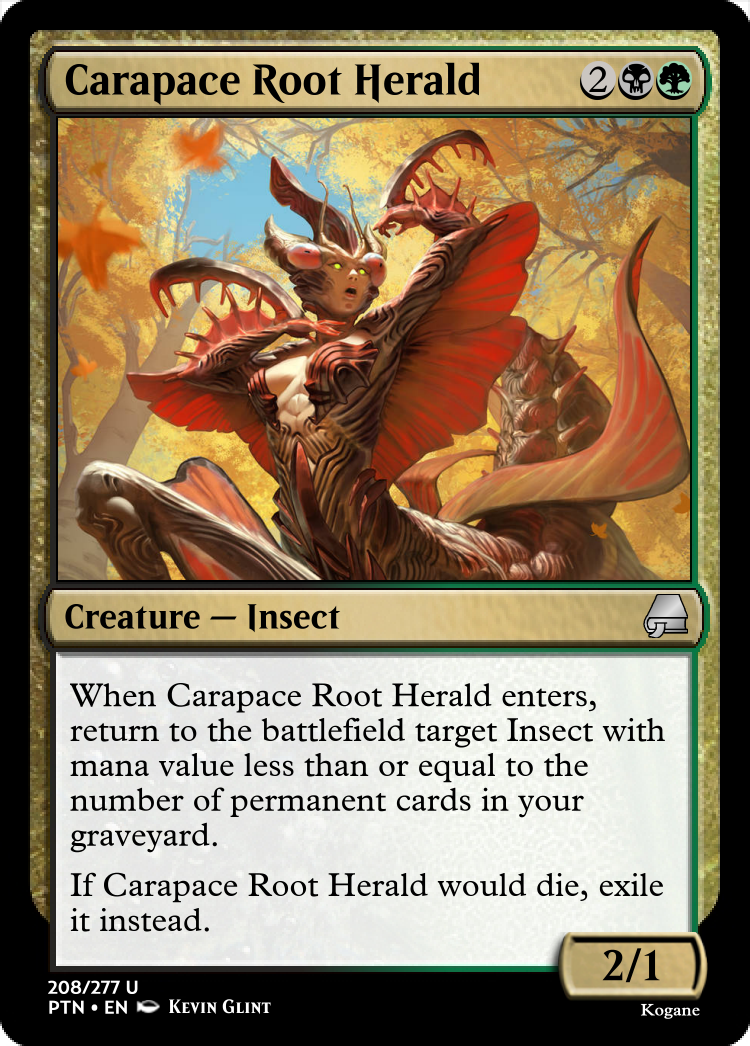 Carapace Root Herald 2
Creature — Insect
When Carapace Root Herald enters,
return to the battlefield target Insect with
mana value less than or equal to the
number of permanent cards in your
graveyard.
If Carapace Root Herald would die, exile
it instead.
2/1
208/277 U
PTN • EN Kevin Glint
Kogane